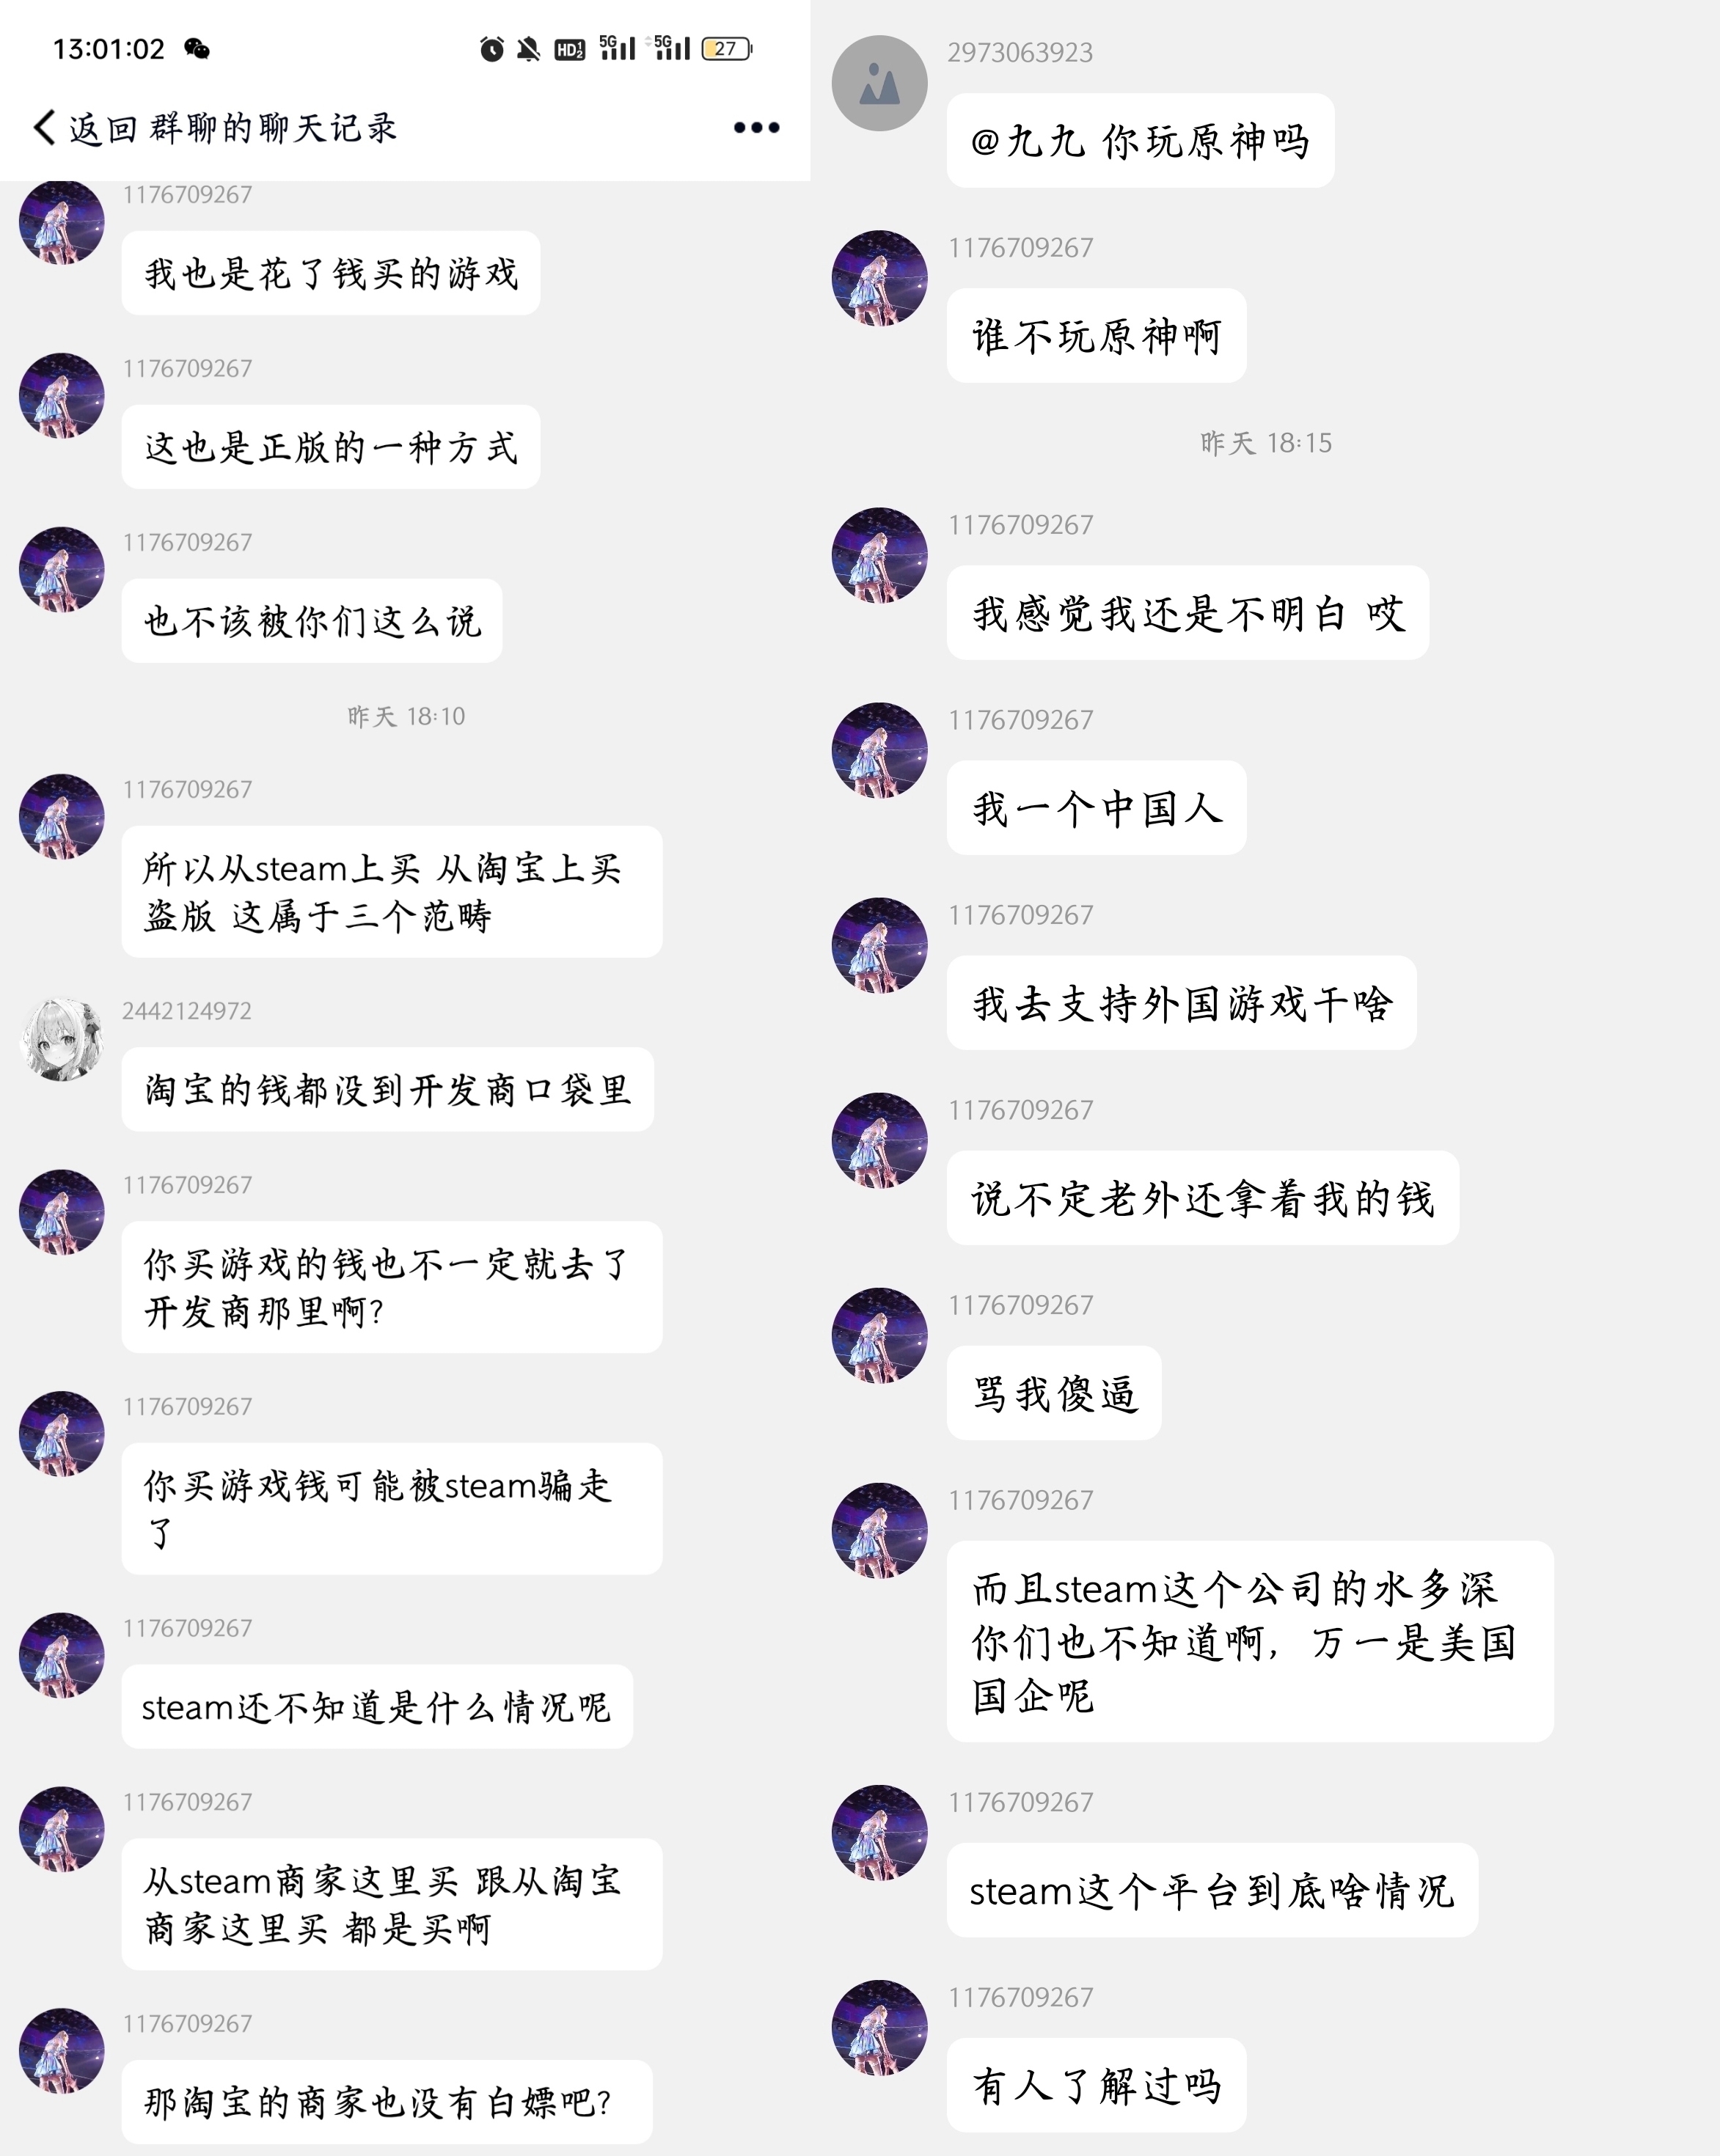 13:01:02
HD 1 2 5G 5G 27
返回 群聊的聊天记录
1176709267
我也是花了钱买的游戏
1176709267
这也是正版的一种方式
1176709267
也不该被你们这么说
昨天 18:10
1176709267
所以从steam上买 从淘宝上买
盗版 这属于三个范畴
2442124972
淘宝的钱都没到开发商口袋里
1176709267
你买游戏的钱也不一定就去了
开发商那里啊?
1176709267
你买游戏钱可能被steam骗走
了
1176709267
steam还不知道是什么情况呢
1176709267
从steam商家这里买 跟从淘宝
商家这里买 都是买啊
1176709267
那淘宝的商家也没有白嫖吧?
2973063923
@九九 你玩原神吗
1176709267
谁不玩原神啊
昨天 18:15
1176709267
我感觉我还是不明白 哎
1176709267
我一个中国人
1176709267
我去支持外国游戏干啥
1176709267
说不定老外还拿着我的钱
1176709267
骂我傻逼
1176709267
而且steam这个公司的水多深
你们也不知道啊，万一是美国
国企呢
1176709267
steam这个平台到底啥情况
1176709267
有人了解过吗